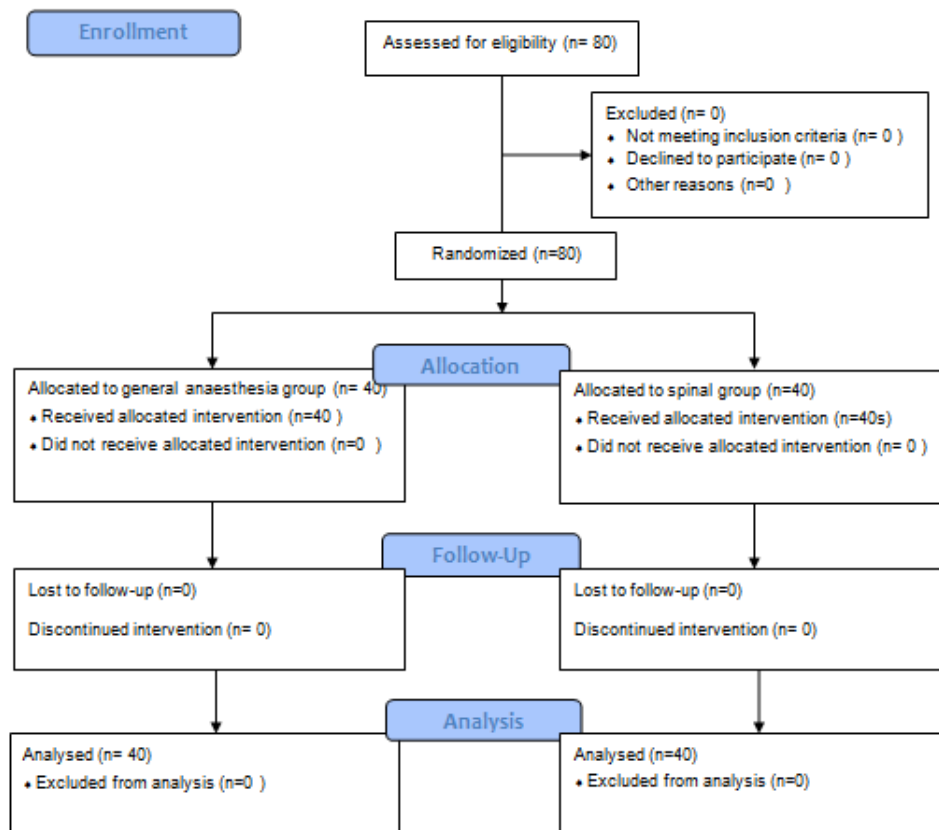 Enrollment
Assessed for eligibility (n= 80)
Excluded (n= 0)
• Not meeting inclusion criteria (n= 0 )
• Declined to participate (n= 0 )
• Other reasons (n=0 )
Randomized (n=80)
Allocation
Allocated to general anaesthesia group (n= 40)
• Received allocated intervention (n=40 )
• Did not receive allocated intervention (n=0 )
Allocated to spinal group (n=40)
• Received allocated intervention (n=40s)
• Did not receive allocated intervention (n= 0 )
Follow-Up
Lost to follow-up (n=0)
Discontinued intervention (n= 0)
Lost to follow-up (n=0)
Discontinued intervention (n= 0)
Analysis
Analysed (n= 40)
• Excluded from analysis (n=0 )
Analysed (n=40)
• Excluded from analysis (n=0)